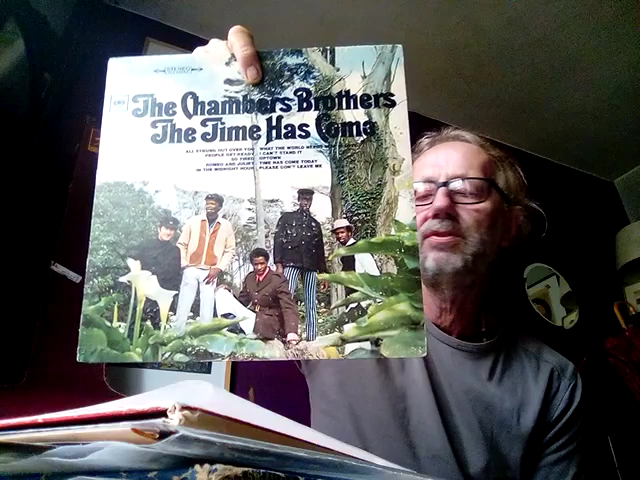 STEREO
The Chambers Brothers
The Time Has Come
ALL STRUNG OUT OVER YOU WHAT THE WORLD NEEDS
PEOPLE GET READY I CAN'T STAND IT
SO TIRED UPTOWN
ROMEO AND JULIET TIME HAS COME TODAY
IN THE MIDNIGHT HOUR PLEASE DON'T LEAVE ME